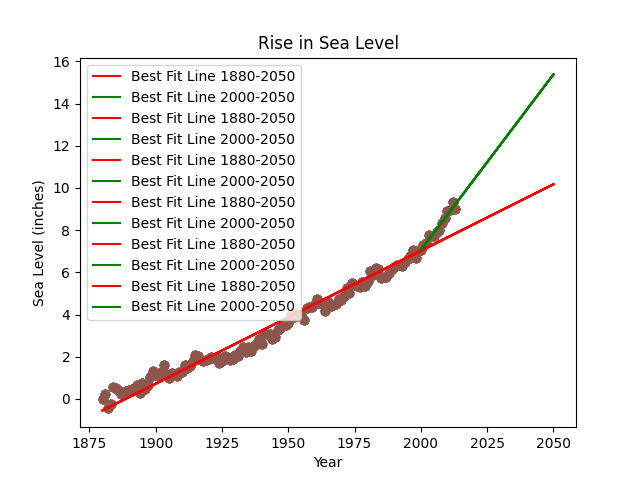 Rise in Sea Level
16
14
12
10
8
6
4
2
0
Sea Level (inches)
Best Fit Line 1880-2050
Best Fit Line 2000-2050
Best Fit Line 1880-2050
Best Fit Line 2000-2050
Best Fit Line 1880-2050
Best Fit Line 2000-2050
Best Fit Line 1880-2050
Best Fit Line 2000-2050
Best Fit Line 1880-2050
Best Fit Line 2000-2050
Best Fit Line 1880-2050
Best Fit Line 2000-2050
1875 1900 1925 1950 1975 2000 2025 2050
Year